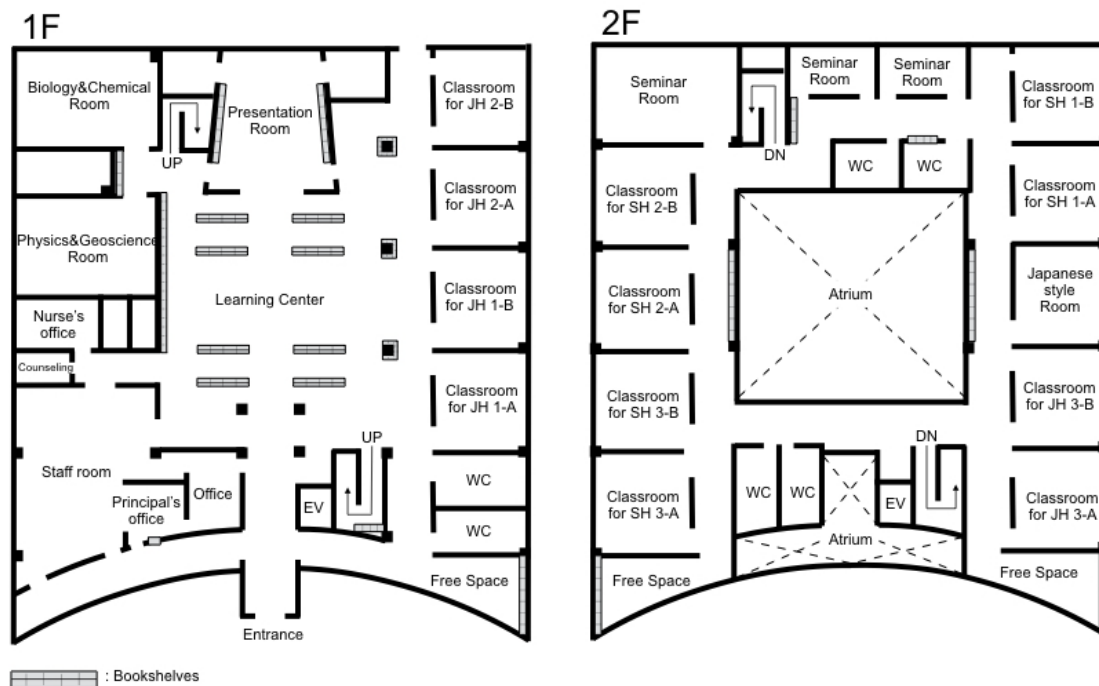 1F
Biology&Chemical
Room
UP
Presentation
Room
Classroom
for JH 2-B
Classroom
for JH 2-A
Physics&Geoscience
Room
Learning Center
Classroom
for JH 1-B
Nurse's
office
Counseling
Classroom
for JH 1-A
Staff room
Principal's
office
Office
EV
UP
WC
WC
Free Space
Entrance
: Bookshelves
2F
Seminar
Room
DN
Seminar
Room
Seminar
Room
Classroom
for SH 1-B
WC
WC
Classroom
for SH 2-B
Classroom
for SH 1-A
Classroom
for SH 2-A
Atrium
Japanese
style
Room
Classroom
for SH 3-B
Classroom
for JH 3-B
DN
Classroom
for SH 3-A
WC
WC
EV
Classroom
for JH 3-A
Atrium
Free Space
Free Space